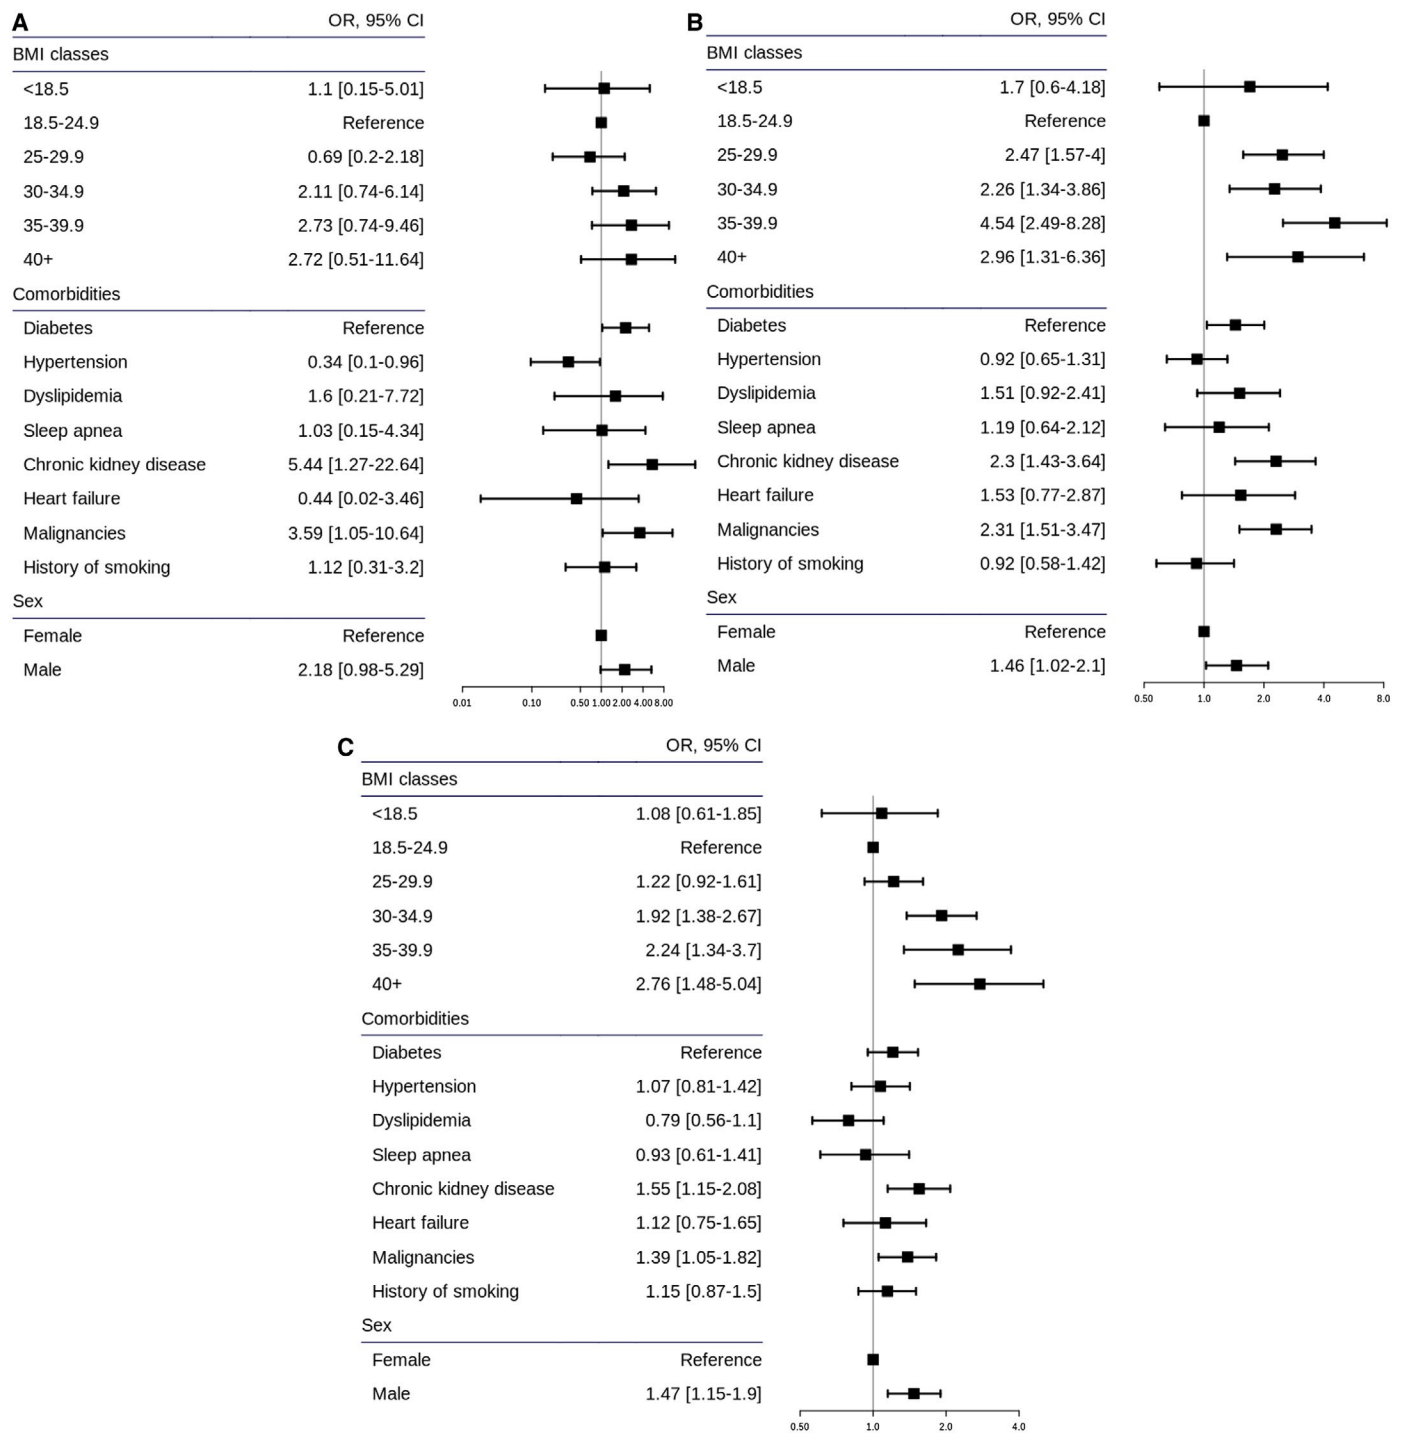 A
OR, 95% CI
BMI classes
<18.5 1.1 [0.15-5.01]
18.5-24.9 Reference
25-29.9 0.69 [0.2-2.18]
30-34.9 2.11 [0.74-6.14]
35-39.9 2.73 [0.74-9.46]
40+ 2.72 [0.51-11.64]
Comorbidities
Diabetes Reference
Hypertension 0.34 [0.1-0.96]
Dyslipidemia 1.6 [0.21-7.72]
Sleep apnea 1.03 [0.15-4.34]
Chronic kidney disease 5.44 [1.27-22.64]
Heart failure 0.44 [0.02-3.46]
Malignancies 3.59 [1.05-10.64]
History of smoking 1.12 [0.31-3.2]
Sex
Female Reference
Male 2.18 [0.98-5.29]
0.01 0.10 0.50 1.00 2.00 4.00 8.00
B
OR, 95% CI
BMI classes
<18.5 1.7 [0.6-4.18]
18.5-24.9 Reference
25-29.9 2.47 [1.57-4]
30-34.9 2.26 [1.34-3.86]
35-39.9 4.54 [2.49-8.28]
40+ 2.96 [1.31-6.36]
Comorbidities
Diabetes Reference
Hypertension 0.92 [0.65-1.31]
Dyslipidemia 1.51 [0.92-2.41]
Sleep apnea 1.19 [0.64-2.12]
Chronic kidney disease 2.3 [1.43-3.64]
Heart failure 1.53 [0.77-2.87]
Malignancies 2.31 [1.51-3.47]
History of smoking 0.92 [0.58-1.42]
Sex
Female Reference
Male 1.46 [1.02-2.1]
0.50 1.0 2.0 4.0 8.0
C
OR, 95% CI
BMI classes
<18.5 1.08 [0.61-1.85]
18.5-24.9 Reference
25-29.9 1.22 [0.92-1.61]
30-34.9 1.92 [1.38-2.67]
35-39.9 2.24 [1.34-3.7]
40+ 2.76 [1.48-5.04]
Comorbidities
Diabetes Reference
Hypertension 1.07 [0.81-1.42]
Dyslipidemia 0.79 [0.56-1.1]
Sleep apnea 0.93 [0.61-1.41]
Chronic kidney disease 1.55 [1.15-2.08]
Heart failure 1.12 [0.75-1.65]
Malignancies 1.39 [1.05-1.82]
History of smoking 1.15 [0.87-1.5]
Sex
Female Reference
Male 1.47 [1.15-1.9]
0.50 1.0 2.0 4.0